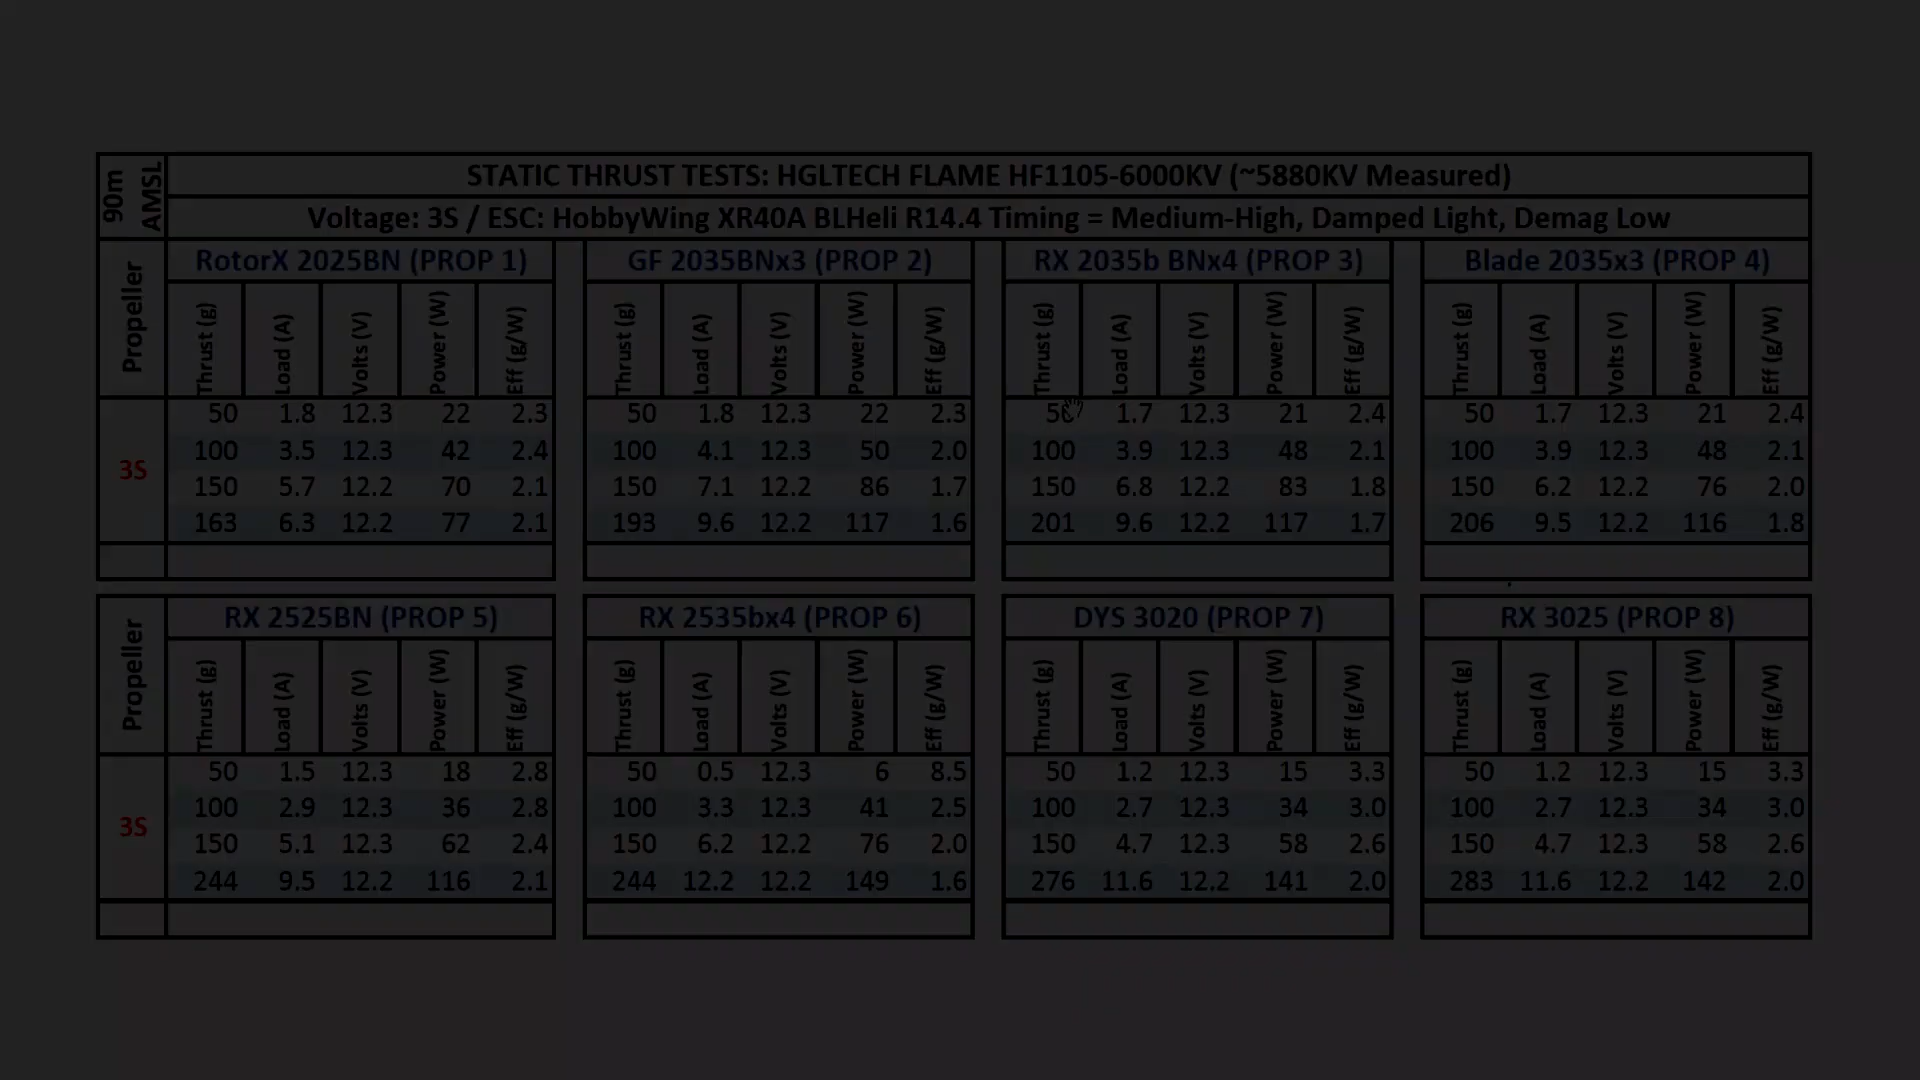 90m AMSL
STATIC THRUST TESTS: HGLTECH FLAME HF1105-6000KV (~5880KV Measured)
Voltage: 3S / ESC: HobbyWing XR40A BLHeli R14.4 Timing = Medium-High, Damped Light, Demag Low
Propeller
RotorX 2025BN (PROP 1) GF 2035BNx3 (PROP 2) RX 2035b BNx4 (PROP 3) Blade 2035x3 (PROP 4)
Thrust (g) Load (A) Volts (V) Power (W) Eff (g/W) Thrust (g) Load (A) Volts (V) Power (W) Eff (g/W) Thrust (g) Load (A) Volts (V) Power (W) Eff (g/W) Thrust (g) Load (A) Volts (V) Power (W) Eff (g/W)
3S
50 1.8 12.3 22 2.3 50 1.8 12.3 22 2.3 50 1.7 12.3 21 2.4 50 1.7 12.3 21 2.4
100 3.5 12.3 42 2.4 100 4.1 12.3 50 2.0 100 3.9 12.3 48 2.1 100 3.9 12.3 48 2.1
150 5.7 12.2 70 2.1 150 7.1 12.2 86 1.7 150 6.8 12.2 83 1.8 150 6.2 12.2 76 2.0
163 6.3 12.2 77 2.1 193 9.6 12.2 117 1.6 201 9.6 12.2 117 1.7 206 9.5 12.2 116 1.8
Propeller
RX 2525BN (PROP 5) RX 2535bx4 (PROP 6) DYS 3020 (PROP 7) RX 3025 (PROP 8)
Thrust (g) Load (A) Volts (V) Power (W) Eff (g/W) Thrust (g) Load (A) Volts (V) Power (W) Eff (g/W) Thrust (g) Load (A) Volts (V) Power (W) Eff (g/W) Thrust (g) Load (A) Volts (V) Power (W) Eff (g/W)
3S
50 1.5 12.3 18 2.8 50 0.5 12.3 6 8.5 50 1.2 12.3 15 3.3 50 1.2 12.3 15 3.3
100 2.9 12.3 36 2.8 100 3.3 12.3 41 2.5 100 2.7 12.3 34 3.0 100 2.7 12.3 34 3.0
150 5.1 12.3 62 2.4 150 6.2 12.2 76 2.0 150 4.7 12.3 58 2.6 150 4.7 12.3 58 2.6
244 9.5 12.2 116 2.1 244 12.2 12.2 149 1.6 276 11.6 12.2 141 2.0 283 11.6 12.2 142 2.0